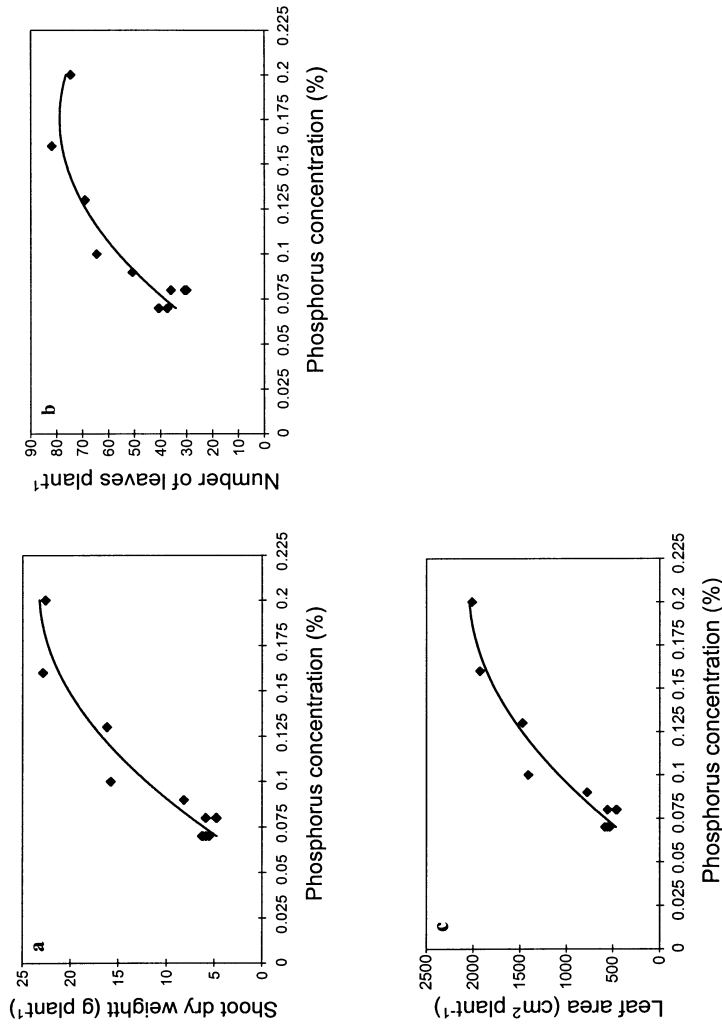 a
Shoot dry weightt (g plant¹)
25
20
15
10
5
0
0 0.025 0.05 0.075 0.1 0.125 0.15 0.175 0.2 0.225
Phosphorus concentration (%)
b
Number of leaves plant¹
90
80
70
60
50
40
30
20
10
0
0 0.025 0.05 0.075 0.1 0.125 0.15 0.175 0.2 0.225
Phosphorus concentration (%)
c
Leaf area (cm² plant⁻¹)
2500
2000
1500
1000
500
0
0 0.025 0.05 0.075 0.1 0.125 0.15 0.175 0.2 0.225
Phosphorus concentration (%)